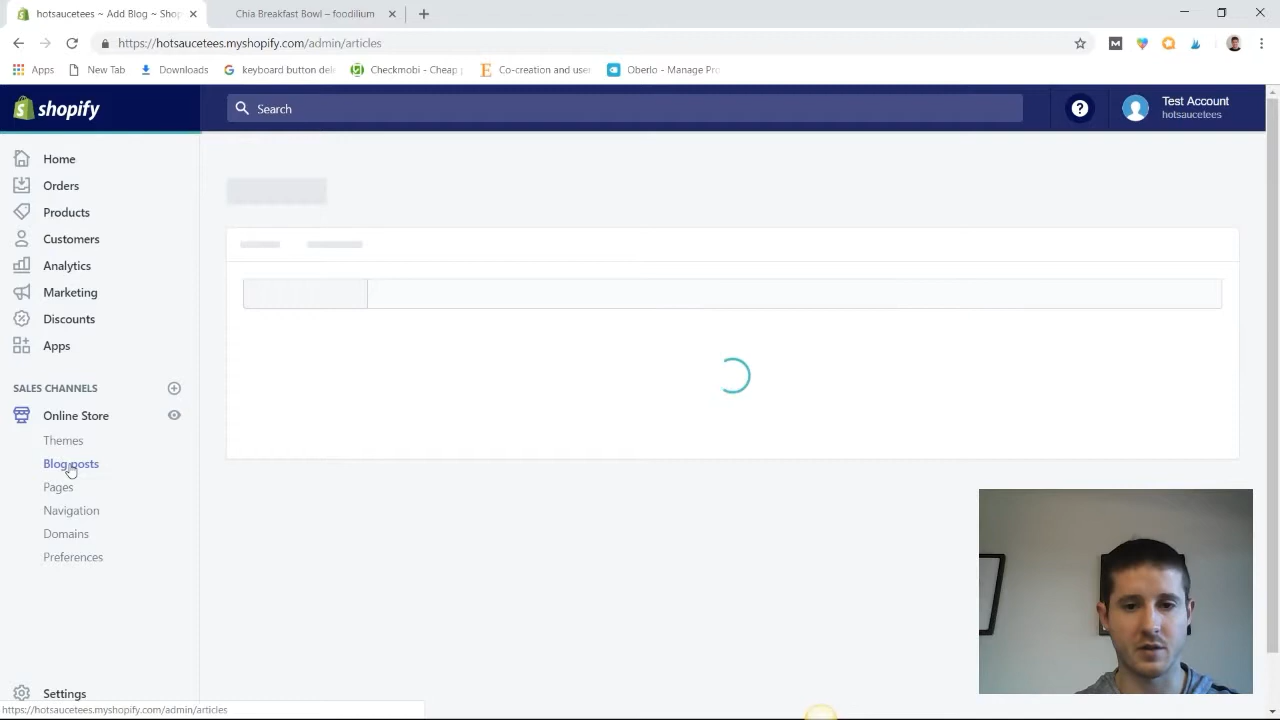 hotsaucetees ~ Add Blog ~ Shop
Chia Breakfast Bowl – foodilium
https://hotsaucetees.myshopify.com/admin/articles
Apps
New Tab
Downloads
keyboard button del
Checkmobi - Cheap p
Co-creation and user
Oberlo - Manage Pro
shopify
Search
Test Account
hotsaucetees
Home
Orders
Products
Customers
Analytics
Marketing
Discounts
Apps
SALES CHANNELS
Online Store
Themes
Blog posts
Pages
Navigation
Domains
Preferences
Settings
https://hotsaucetees.myshopify.com/admin/articles